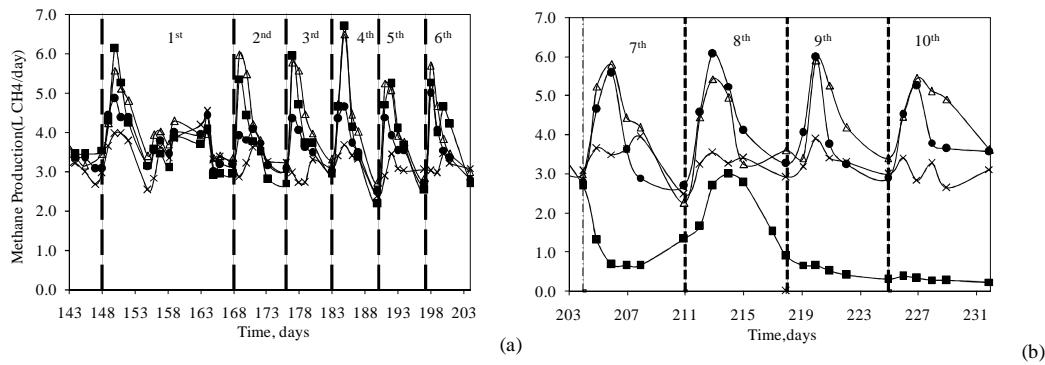 7.0
6.0
5.0
4.0
3.0
2.0
1.0
0.0
Methane Production(L CH4/day)
1st
2nd
3rd
4th
5th
6th
143 148 153 158 163 168 173 178 183 188 193 198 203
Time, days
(a)
7.0
6.0
5.0
4.0
3.0
2.0
1.0
0.0
7th
8th
9th
10th
203 207 211 215 219 223 227 231
Time,days
(b)